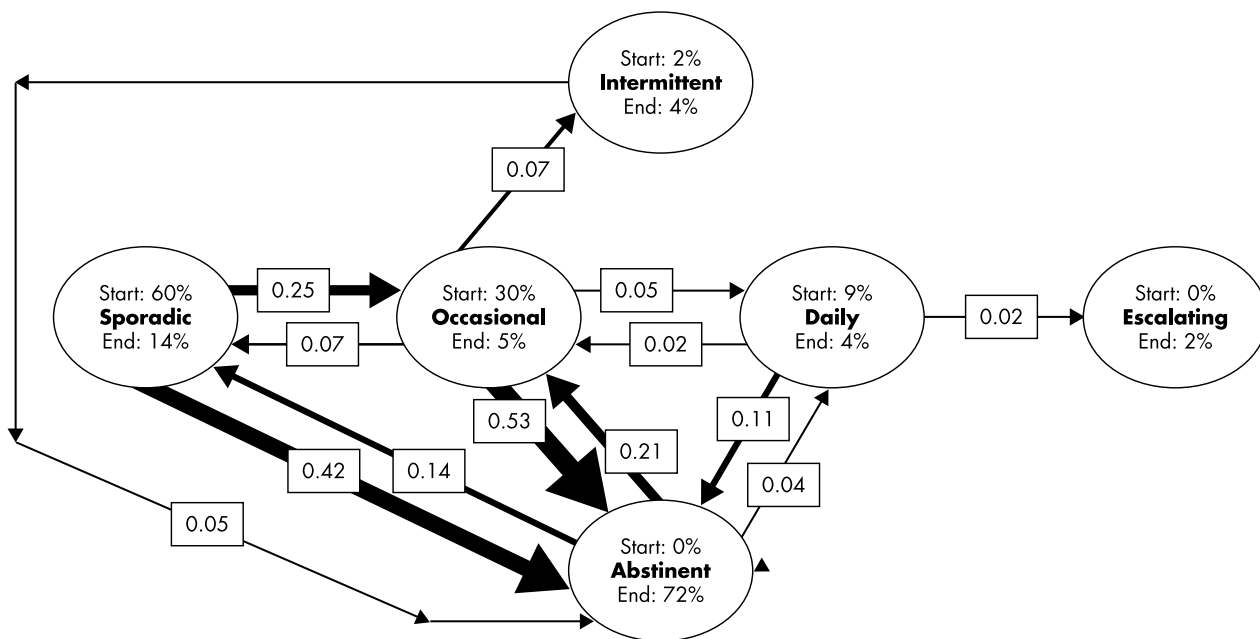 Start: 2%
Intermittent
End: 4%
0.07
Start: 60%
Sporadic
End: 14%
0.25
0.07
Start: 30%
Occasional
End: 5%
0.05
0.02
Start: 9%
Daily
End: 4%
0.02
Start: 0%
Escalating
End: 2%
0.53
0.11
0.21
0.42
0.14
0.04
0.05
Start: 0%
Abstinent
End: 72%